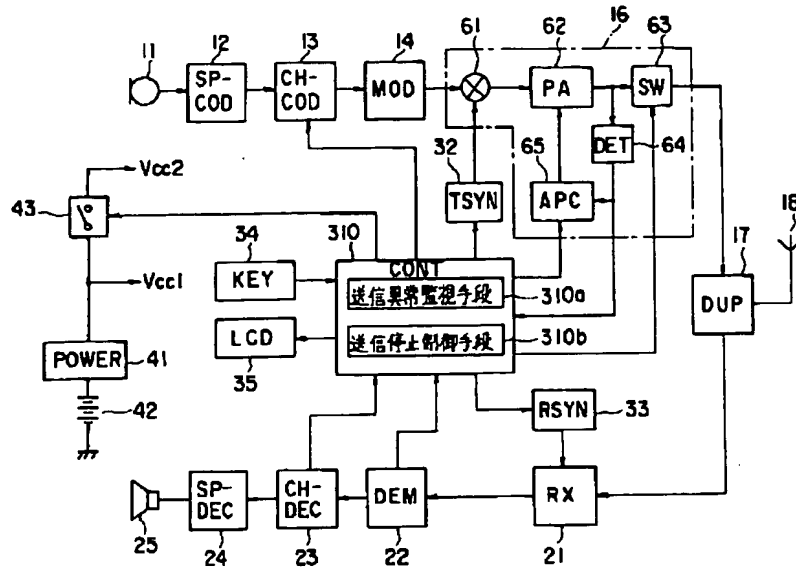 16
61
62
63
11
12
13
14
SP-
COD
CH-
COD
MOD
PA
SW
32
65
DET
64
Vcc2
TSYN
APC
18
43
310
34
17
CONT
KEY
送信異常監視手段
310a
Vcc1
DUP
LCD
送信停止制御手段
310b
POWER
41
35
42
RSYN
33
SP-
DEC
CH-
DEC
DEM
RX
25
24
23
22
21